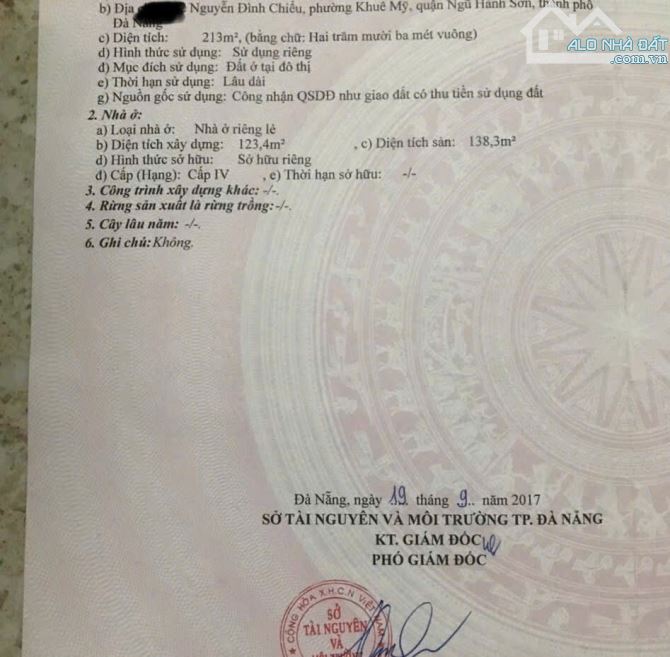 b) Địa Nguyễn Đình Chiểu, phường Khuê Mỹ, quận Ngũ Hành Sơn, thành phố
Đà Nẵng
c) Diện tích: 213m², (bằng chữ: Hai trăm mười ba mét vuông)
d) Hình thức sử dụng: Sử dụng riêng
đ) Mục đích sử dụng: Đất ở tại đô thị
e) Thời hạn sử dụng: Lâu dài
g) Nguồn gốc sử dụng: Công nhận QSDĐ như giao đất có thu tiền sử dụng đất
2. Nhà ở:
a) Loại nhà ở: Nhà ở riêng lẻ
b) Diện tích xây dựng: 123,4m² , c) Diện tích sàn: 138,3m²
d) Hình thức sở hữu: Sở hữu riêng
đ) Cấp (Hạng): Cấp IV , e) Thời hạn sở hữu: -/-
3. Công trình xây dựng khác: -/-.
4. Rừng sản xuất là rừng trồng:-/-.
5. Cây lâu năm: -/-.
6. Ghi chú: Không.
Đà Nẵng, ngày 19. tháng 9.. năm 2017
SỞ TÀI NGUYÊN VÀ MÔI TRƯỜNG TP. ĐÀ NẴNG
KT. GIÁM ĐỐC
PHÓ GIÁM ĐỐC
CỘNG HÒA X.H.C.N VIỆT NAM
SỞ
TÀI NGUYÊN
VÀ
ALO NHÀ ĐẤT
.com.vn